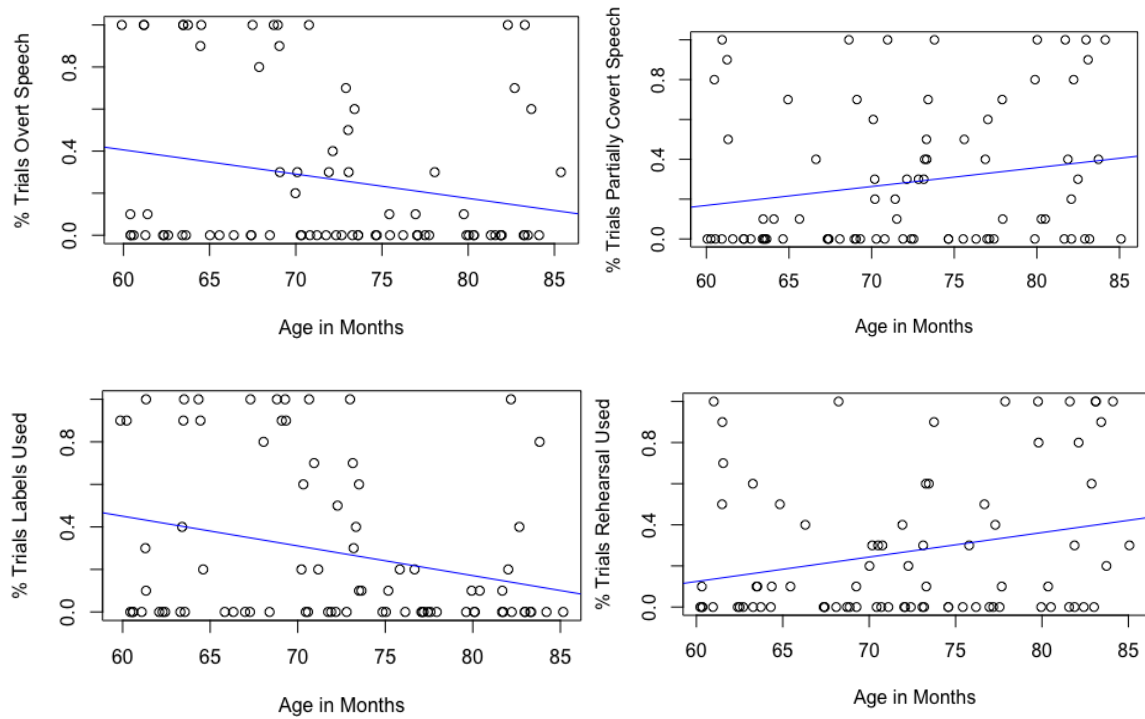 % Trials Overt Speech
0.8
0.4
0.0
60 65 70 75 80 85
Age in Months
% Trials Partially Covert Speech
0.8
0.4
0.0
60 65 70 75 80 85
Age in Months
% Trials Labels Used
0.8
0.4
0.0
60 65 70 75 80 85
Age in Months
% Trials Rehearsal Used
0.8
0.4
0.0
60 65 70 75 80 85
Age in Months